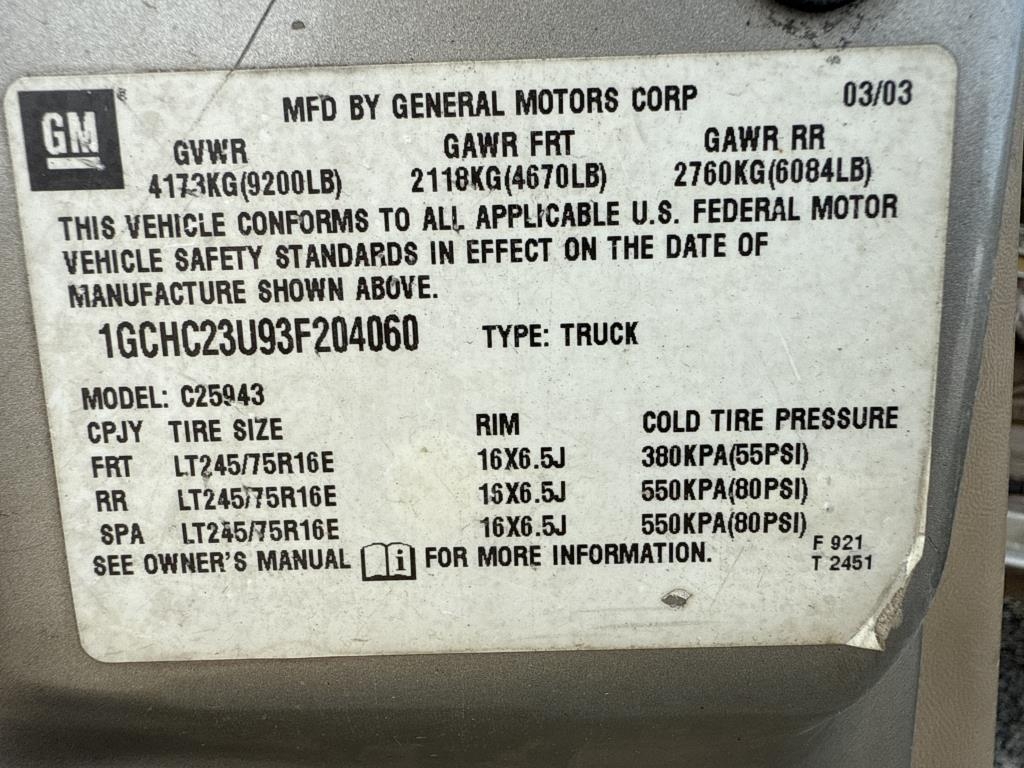 GM
MFD BY GENERAL MOTORS CORP 03/03
GVWR GAWR FRT GAWR RR
4173KG(9200LB) 2118KG(4670LB) 2760KG(6084LB)
THIS VEHICLE CONFORMS TO ALL APPLICABLE U.S. FEDERAL MOTOR
VEHICLE SAFETY STANDARDS IN EFFECT ON THE DATE OF
MANUFACTURE SHOWN ABOVE.
1GCHC23U93F204060 TYPE: TRUCK
MODEL: C25943
CPJY TIRE SIZE RIM COLD TIRE PRESSURE
FRT LT245/75R16E 16X6.5J 380KPA(55PSI)
RR LT245/75R16E 16X6.5J 550KPA(80PSI)
SPA LT245/75R16E 16X6.5J 550KPA(80PSI)
SEE OWNER'S MANUAL i FOR MORE INFORMATION.
F 921
T 2451